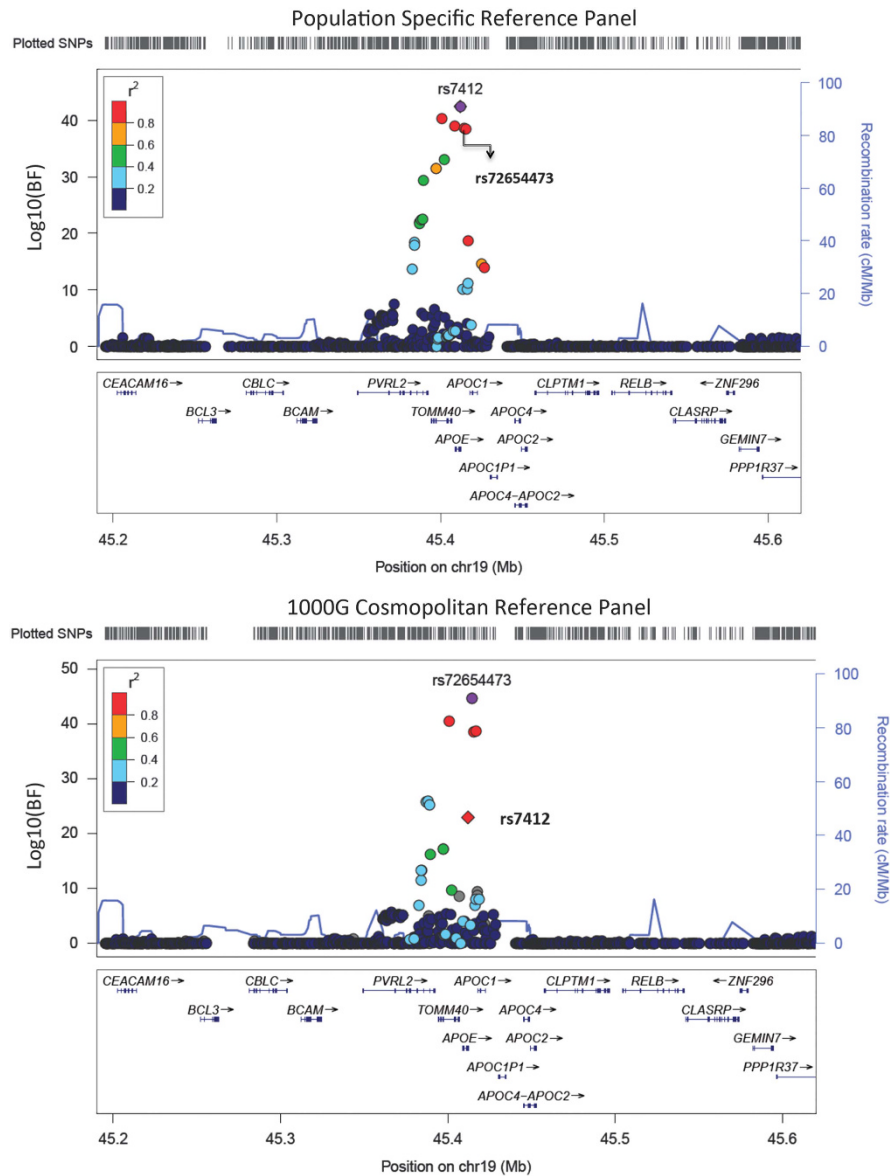 Population Specific Reference Panel
Plotted SNPs
r²
0.8
0.6
0.4
0.2
rs7412
rs72654473
Log10(BF)
40
30
20
10
0
100
80
60
40
20
0
Recombination rate (cM/Mb)
CEACAM16→ CBLC→ PVRL2→ APOC1→ CLPTM1→ RELB→ ←ZNF296
BCL3→ BCAM→ TOMM40→ APOC4→ CLASRP→
APOE→ APOC2→ GEMIN7→
APOC1P1→ PPP1R37→
APOC4−APOC2→
45.2 45.3 45.4 45.5 45.6
Position on chr19 (Mb)
1000G Cosmopolitan Reference Panel
Plotted SNPs
r²
0.8
0.6
0.4
0.2
rs72654473
rs7412
Log10(BF)
50
40
30
20
10
0
100
80
60
40
20
0
Recombination rate (cM/Mb)
CEACAM16→ CBLC→ PVRL2→ APOC1→ CLPTM1→ RELB→ ←ZNF296
BCL3→ BCAM→ TOMM40→ APOC4→ CLASRP→
APOE→ APOC2→ GEMIN7→
APOC1P1→ PPP1R37→
APOC4−APOC2→
45.2 45.3 45.4 45.5 45.6
Position on chr19 (Mb)